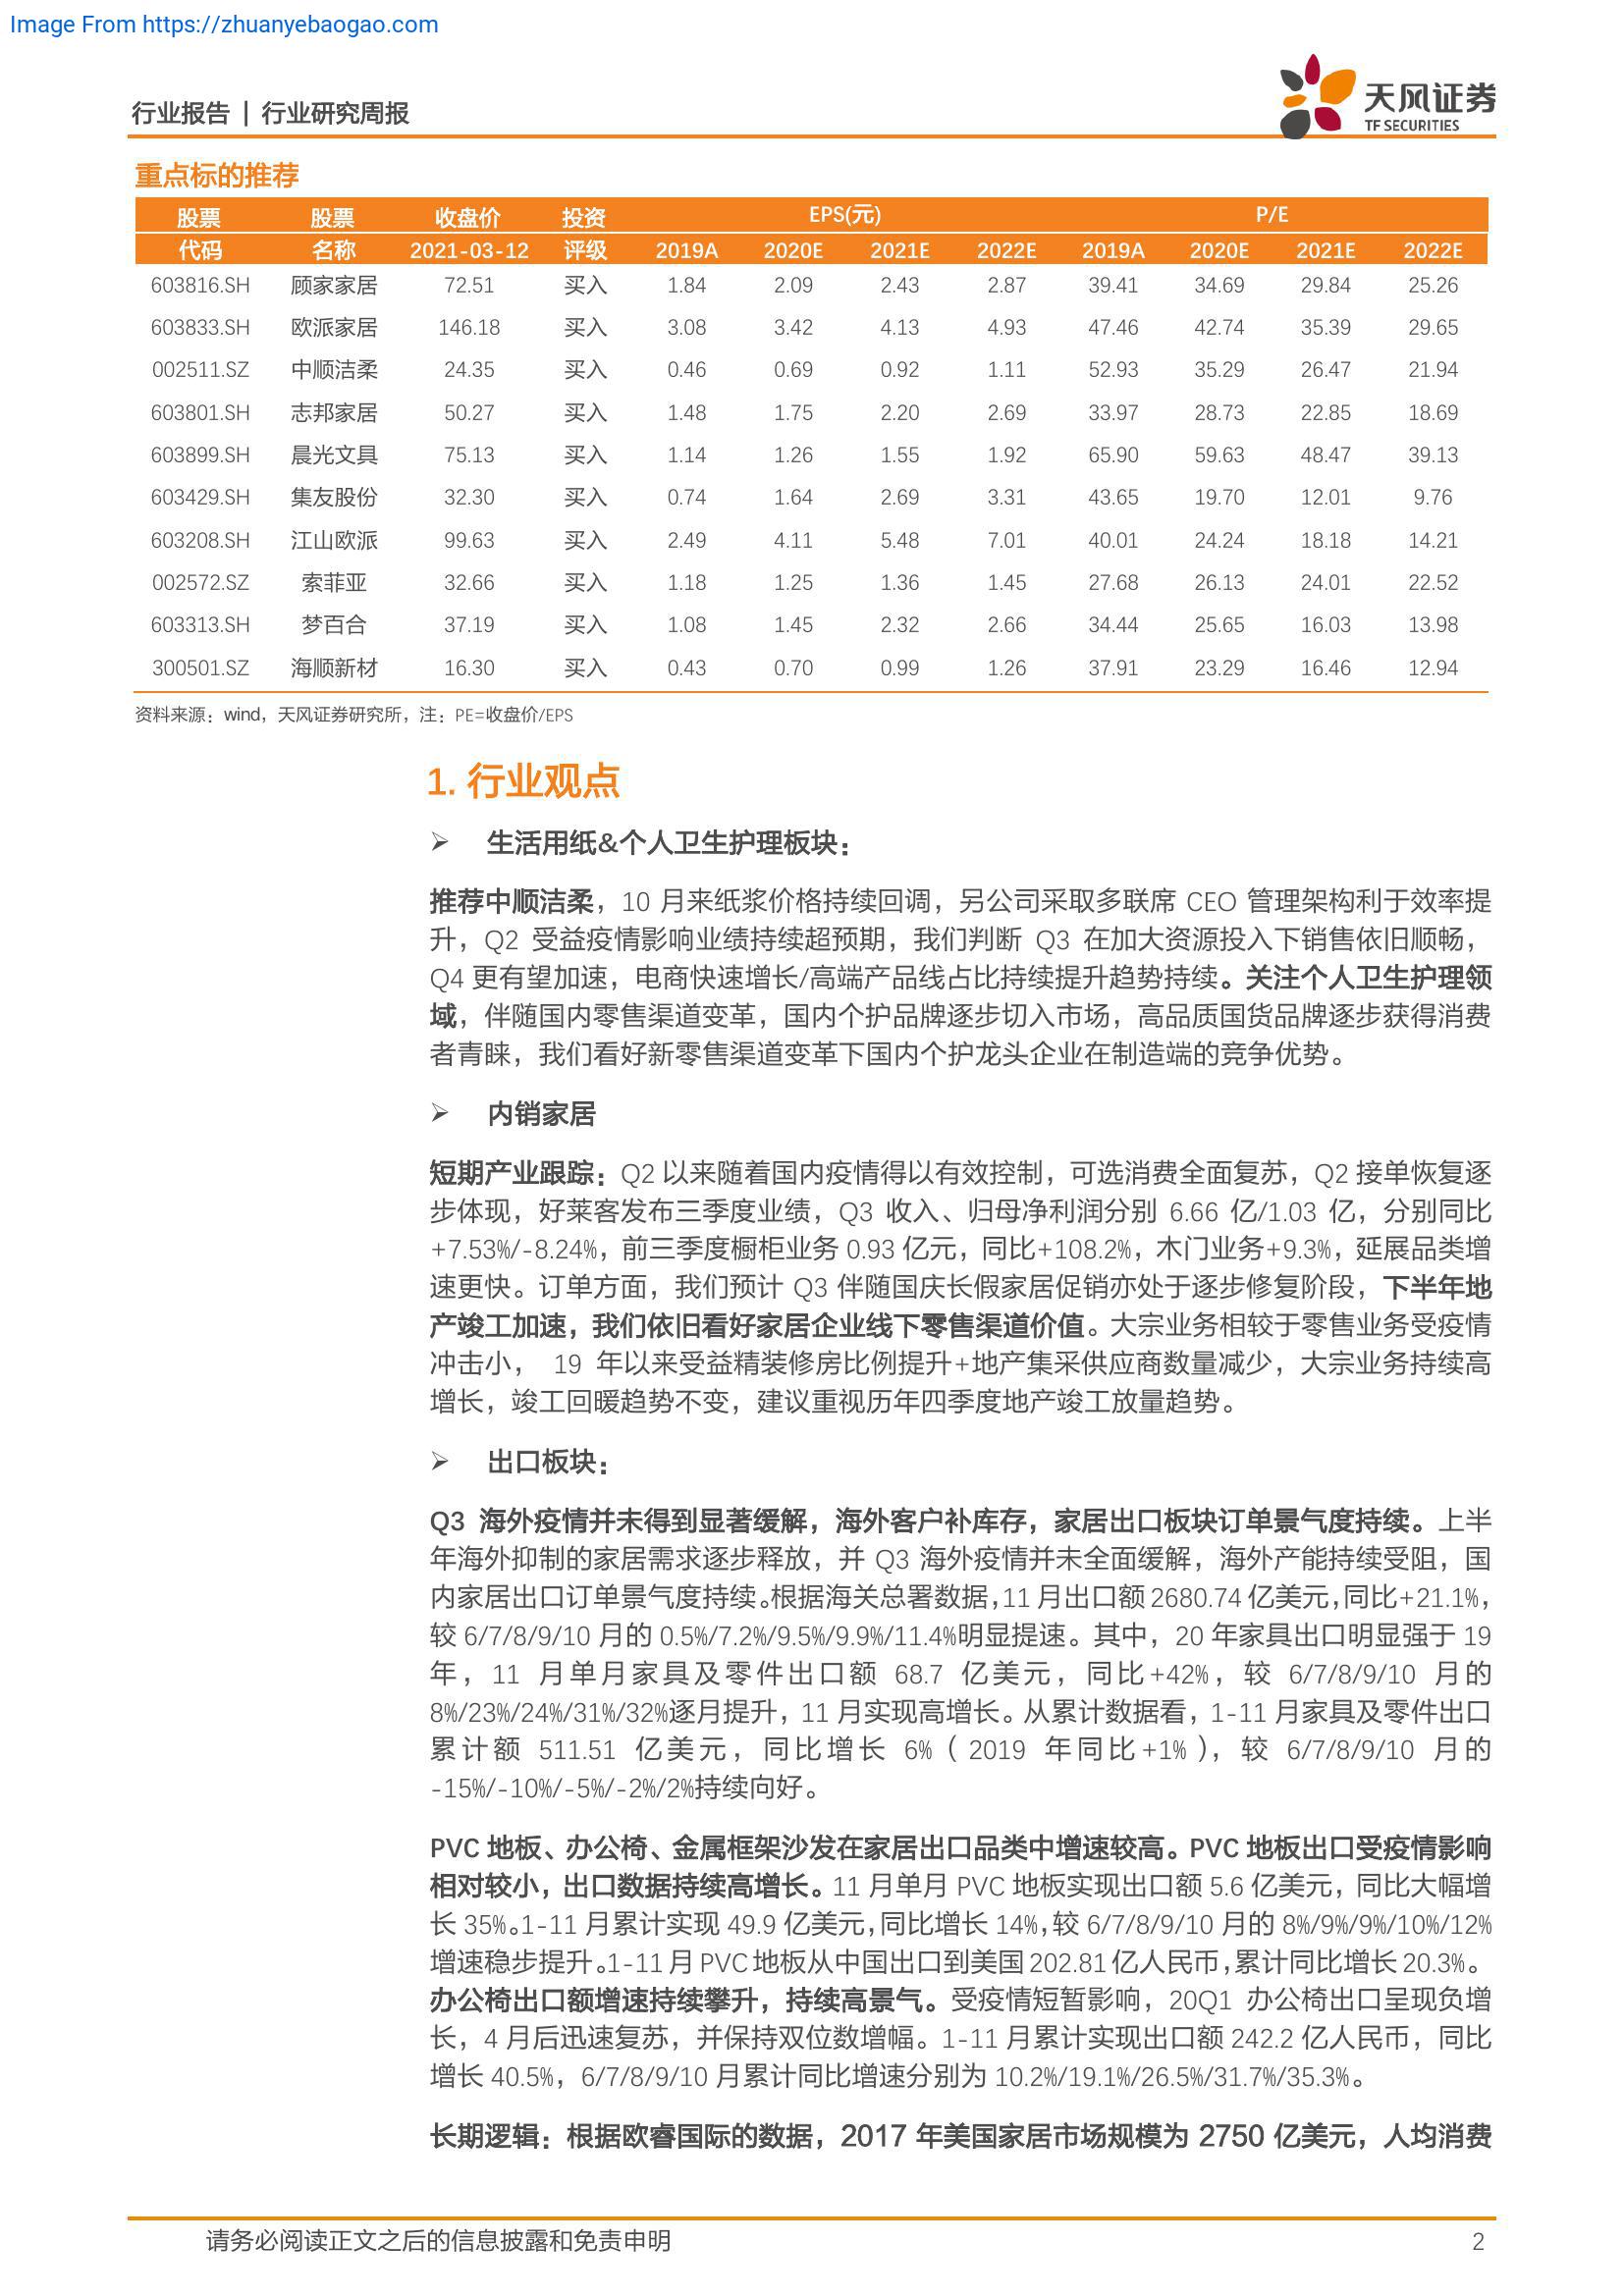 Image From https://zhuanyebaogao.com
行业报告 | 行业研究周报
天风证券
TF SECURITIES
重点标的推荐
股票 股票 收盘价 投资 EPS(元) P/E
代码 名称 2021-03-12 评级 2019A 2020E 2021E 2022E 2019A 2020E 2021E 2022E
603816.SH 顾家家居 72.51 买入 1.84 2.09 2.43 2.87 39.41 34.69 29.84 25.26
603833.SH 欧派家居 146.18 买入 3.08 3.42 4.13 4.93 47.46 42.74 35.39 29.65
002511.SZ 中顺洁柔 24.35 买入 0.46 0.69 0.92 1.11 52.93 35.29 26.47 21.94
603801.SH 志邦家居 50.27 买入 1.48 1.75 2.20 2.69 33.97 28.73 22.85 18.69
603899.SH 晨光文具 75.13 买入 1.14 1.26 1.55 1.92 65.90 59.63 48.47 39.13
603429.SH 集友股份 32.30 买入 0.74 1.64 2.69 3.31 43.65 19.70 12.01 9.76
603208.SH 江山欧派 99.63 买入 2.49 4.11 5.48 7.01 40.01 24.24 18.18 14.21
002572.SZ 索菲亚 32.66 买入 1.18 1.25 1.36 1.45 27.68 26.13 24.01 22.52
603313.SH 梦百合 37.19 买入 1.08 1.45 2.32 2.66 34.44 25.65 16.03 13.98
300501.SZ 海顺新材 16.30 买入 0.43 0.70 0.99 1.26 37.91 23.29 16.46 12.94
资料来源：wind，天风证券研究所，注：PE=收盘价/EPS
1. 行业观点
➢ 生活用纸&个人卫生护理板块：
推荐中顺洁柔，10 月来纸浆价格持续回调，另公司采取多联席 CEO 管理架构利于效率提
升，Q2 受益疫情影响业绩持续超预期，我们判断 Q3 在加大资源投入下销售依旧顺畅，
Q4 更有望加速，电商快速增长/高端产品线占比持续提升趋势持续。关注个人卫生护理领
域，伴随国内零售渠道变革，国内个护品牌逐步切入市场，高品质国货品牌逐步获得消费
者青睐，我们看好新零售渠道变革下国内个护龙头企业在制造端的竞争优势。
➢ 内销家居
短期产业跟踪：Q2 以来随着国内疫情得以有效控制，可选消费全面复苏，Q2 接单恢复逐
步体现，好莱客发布三季度业绩，Q3 收入、归母净利润分别 6.66 亿/1.03 亿，分别同比
+7.53%/-8.24%，前三季度橱柜业务 0.93 亿元，同比+108.2%，木门业务+9.3%，延展品类增
速更快。订单方面，我们预计 Q3 伴随国庆长假家居促销亦处于逐步修复阶段，下半年地
产竣工加速，我们依旧看好家居企业线下零售渠道价值。大宗业务相较于零售业务受疫情
冲击小， 19 年以来受益精装修房比例提升+地产集采供应商数量减少，大宗业务持续高
增长，竣工回暖趋势不变，建议重视历年四季度地产竣工放量趋势。
➢ 出口板块：
Q3 海外疫情并未得到显著缓解，海外客户补库存，家居出口板块订单景气度持续。上半
年海外抑制的家居需求逐步释放，并 Q3 海外疫情并未全面缓解，海外产能持续受阻，国
内家居出口订单景气度持续。根据海关总署数据，11 月出口额 2680.74 亿美元，同比+21.1%，
较 6/7/8/9/10 月的 0.5%/7.2%/9.5%/9.9%/11.4%明显提速。其中，20 年家具出口明显强于 19
年，11 月单月家具及零件出口额 68.7 亿美元，同比+42%，较 6/7/8/9/10 月的
8%/23%/24%/31%/32%逐月提升，11 月实现高增长。从累计数据看，1-11 月家具及零件出口
累计额 511.51 亿美元，同比增长 6%（2019 年同比+1%），较 6/7/8/9/10 月的
-15%/-10%/-5%/-2%/2%持续向好。
PVC 地板、办公椅、金属框架沙发在家居出口品类中增速较高。PVC 地板出口受疫情影响
相对较小，出口数据持续高增长。11 月单月 PVC 地板实现出口额 5.6 亿美元，同比大幅增
长 35%。1-11 月累计实现 49.9 亿美元，同比增长 14%，较 6/7/8/9/10 月的 8%/9%/9%/10%/12%
增速稳步提升。1-11 月 PVC 地板从中国出口到美国 202.81 亿人民币，累计同比增长 20.3%。
办公椅出口额增速持续攀升，持续高景气。受疫情短暂影响，20Q1 办公椅出口呈现负增
长，4 月后迅速复苏，并保持双位数增幅。1-11 月累计实现出口额 242.2 亿人民币，同比
增长 40.5%，6/7/8/9/10 月累计同比增速分别为 10.2%/19.1%/26.5%/31.7%/35.3%。
长期逻辑：根据欧睿国际的数据，2017 年美国家居市场规模为 2750 亿美元，人均消费
请务必阅读正文之后的信息披露和免责申明 2